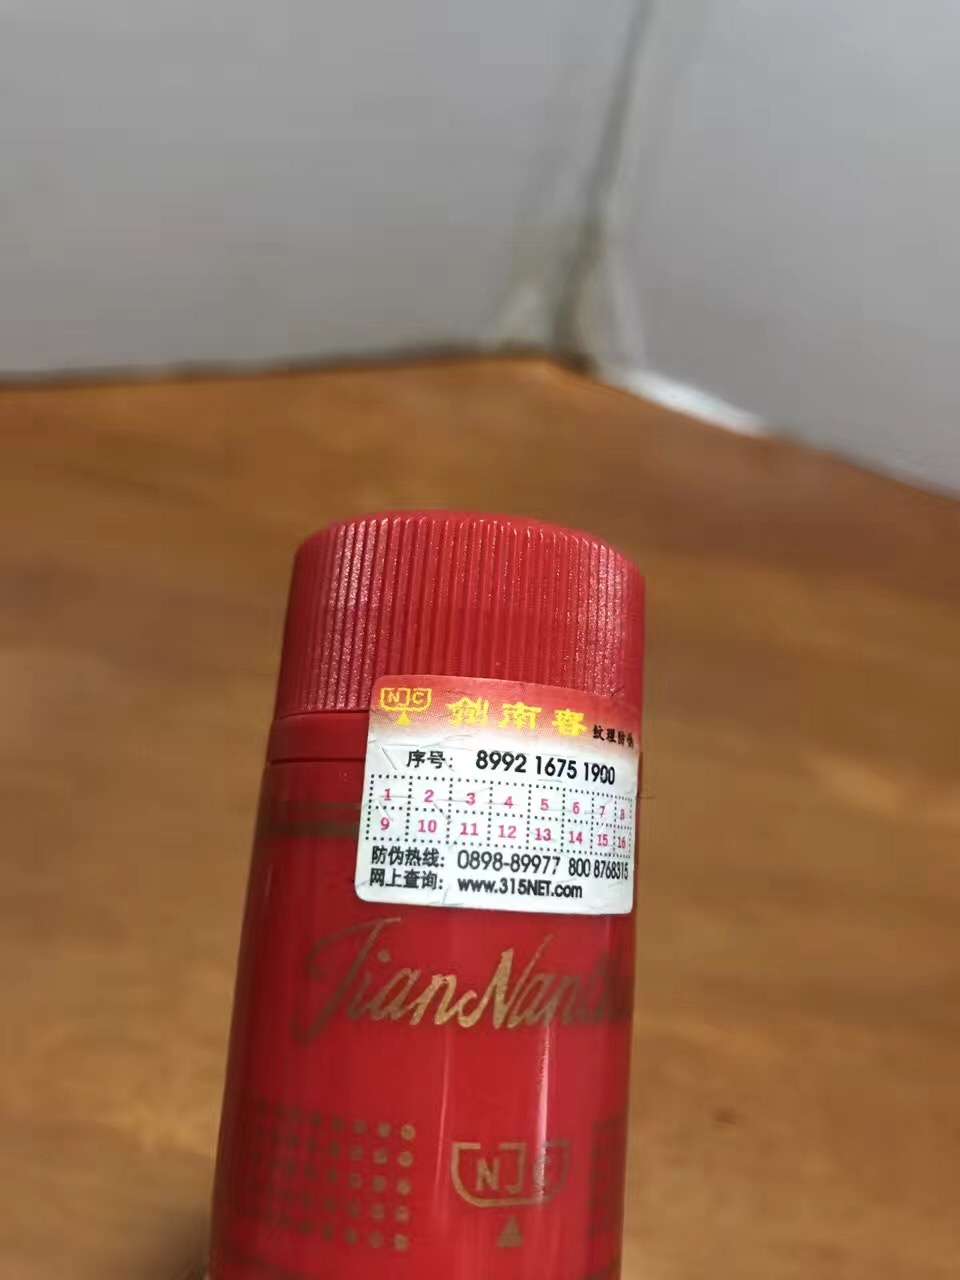 NJC 剑南春 纹理防伪
序号: 8992 1675 1900
1 2 3 4 5 6 7 8
9 10 11 12 13 14 15 16
防伪热线: 0898-89977 800 8768315
网上查询: www.315NET.com
JianNan
NJC